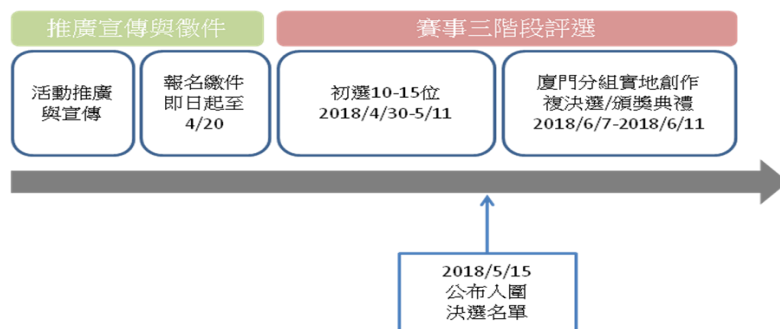 推廣宣傳與徵件
賽事三階段評選
活動推廣
與宣傳
報名繳件
即日起至
4/20
初選10-15位
2018/4/30-5/11
廈門分組實地創作
複決選/頒獎典禮
2018/6/7-2018/6/11
2018/5/15
公布入圍
決選名單